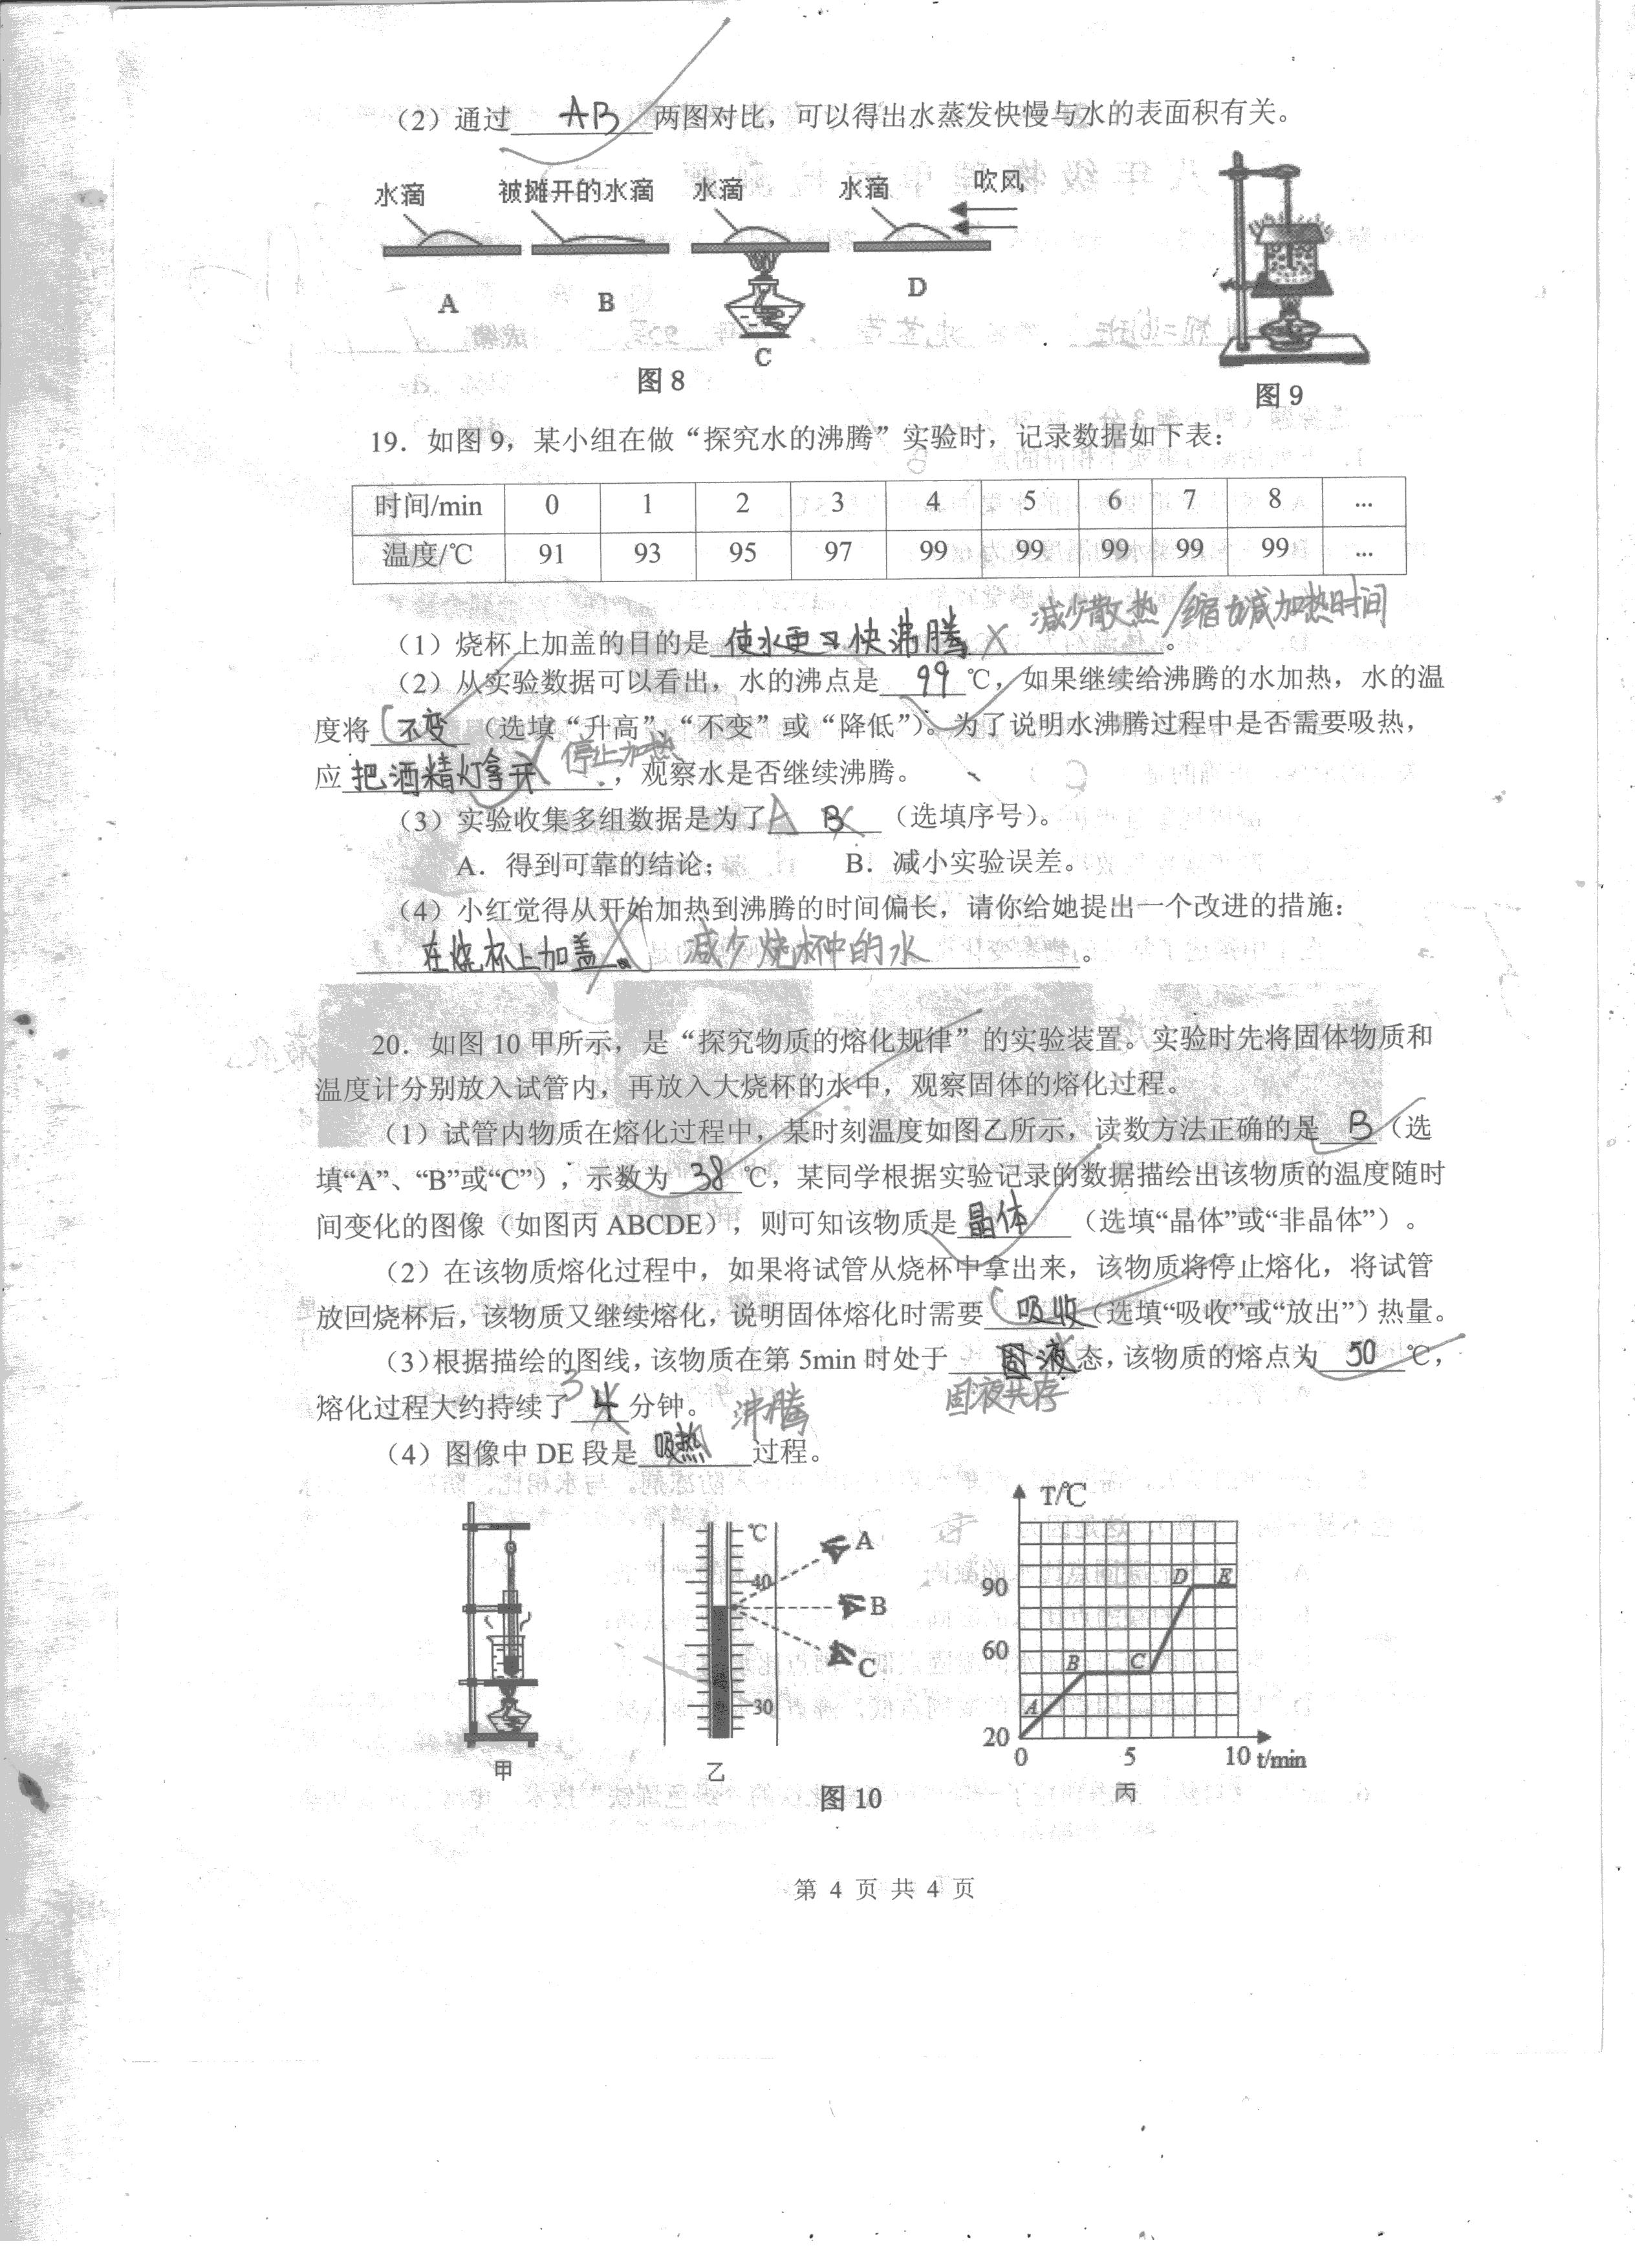 （2）通过 AB 两图对比，可以得出水蒸发快慢与水的表面积有关。
水滴 被摊开的水滴 水滴 水滴 吹风
A B C D
图 8 图 9
19．如图 9，某小组在做“探究水的沸腾”实验时，记录数据如下表：
时间/min 0 1 2 3 4 5 6 7 8 ...
温度/℃ 91 93 95 97 99 99 99 99 99 ...
减少散热/缩减加热时间
（1）烧杯上加盖的目的是 使水更快沸腾 。
（2）从实验数据可以看出，水的沸点是 99 ℃，如果继续给沸腾的水加热，水的温
度将 不变 （选填“升高”、“不变”或“降低”）。为了说明水沸腾过程中是否需要吸热，
应 把酒精灯拿开 停止加热 ，观察水是否继续沸腾。
（3）实验收集多组数据是为了 A B （选填序号）。
A．得到可靠的结论； B．减小实验误差。
（4）小红觉得从开始加热到沸腾的时间偏长，请你给她提出一个改进的措施：
在烧杯上加盖 减少烧杯中的水 。
20．如图 10 甲所示，是“探究物质的熔化规律”的实验装置。实验时先将固体物质和
温度计分别放入试管内，再放入大烧杯的水中，观察固体的熔化过程。
（1）试管内物质在熔化过程中，某时刻温度如图乙所示，读数方法正确的是 B （选
填“A”、“B”或“C”），示数为 38 ℃，某同学根据实验记录的数据描绘出该物质的温度随时
间变化的图像（如图丙 ABCDE），则可知该物质是 晶体 （选填“晶体”或“非晶体”）。
（2）在该物质熔化过程中，如果将试管从烧杯中拿出来，该物质将停止熔化，将试管
放回烧杯后，该物质又继续熔化，说明固体熔化时需要 吸收 （选填“吸收”或“放出”）热量。
（3）根据描绘的图线，该物质在第 5min 时处于 固液 态，该物质的熔点为 50 ℃，
固液共存
熔化过程大约持续了 3 4 分钟。 沸腾
（4）图像中 DE 段是 吸热 过程。
℃ 40 30 A B C
T/℃ 90 60 20 0 5 10 t/min A B C D E
甲 乙 丙
图 10
第 4 页 共 4 页